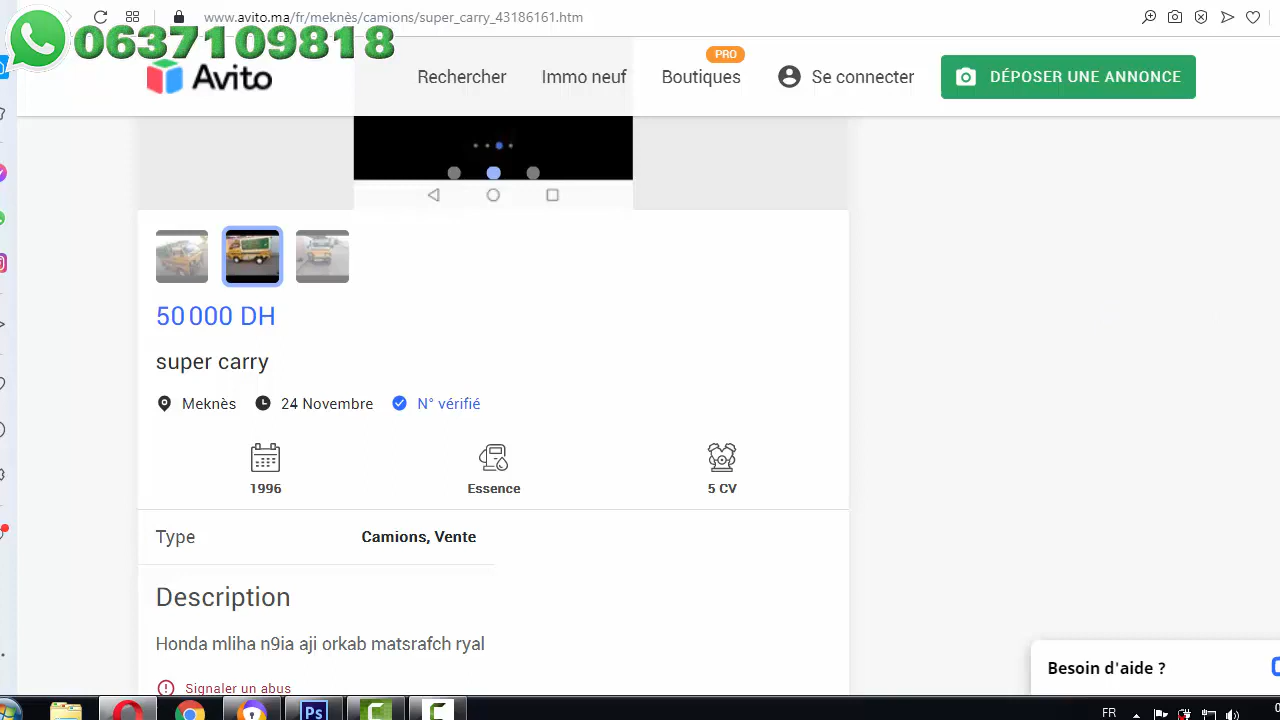 www.avito.ma/fr/meknès/camions/super_carry_43186161.htm
0637109818
Avito
Rechercher
Immo neuf
PRO
Boutiques
Se connecter
DÉPOSER UNE ANNONCE
50 000 DH
super carry
Meknès
24 Novembre
N° vérifié
1996
Essence
5 CV
Type
Camions, Vente
Description
Honda mliha n9ia aji orkab matsrafch ryal
Signaler un abus
Besoin d'aide ?
Ps
FR